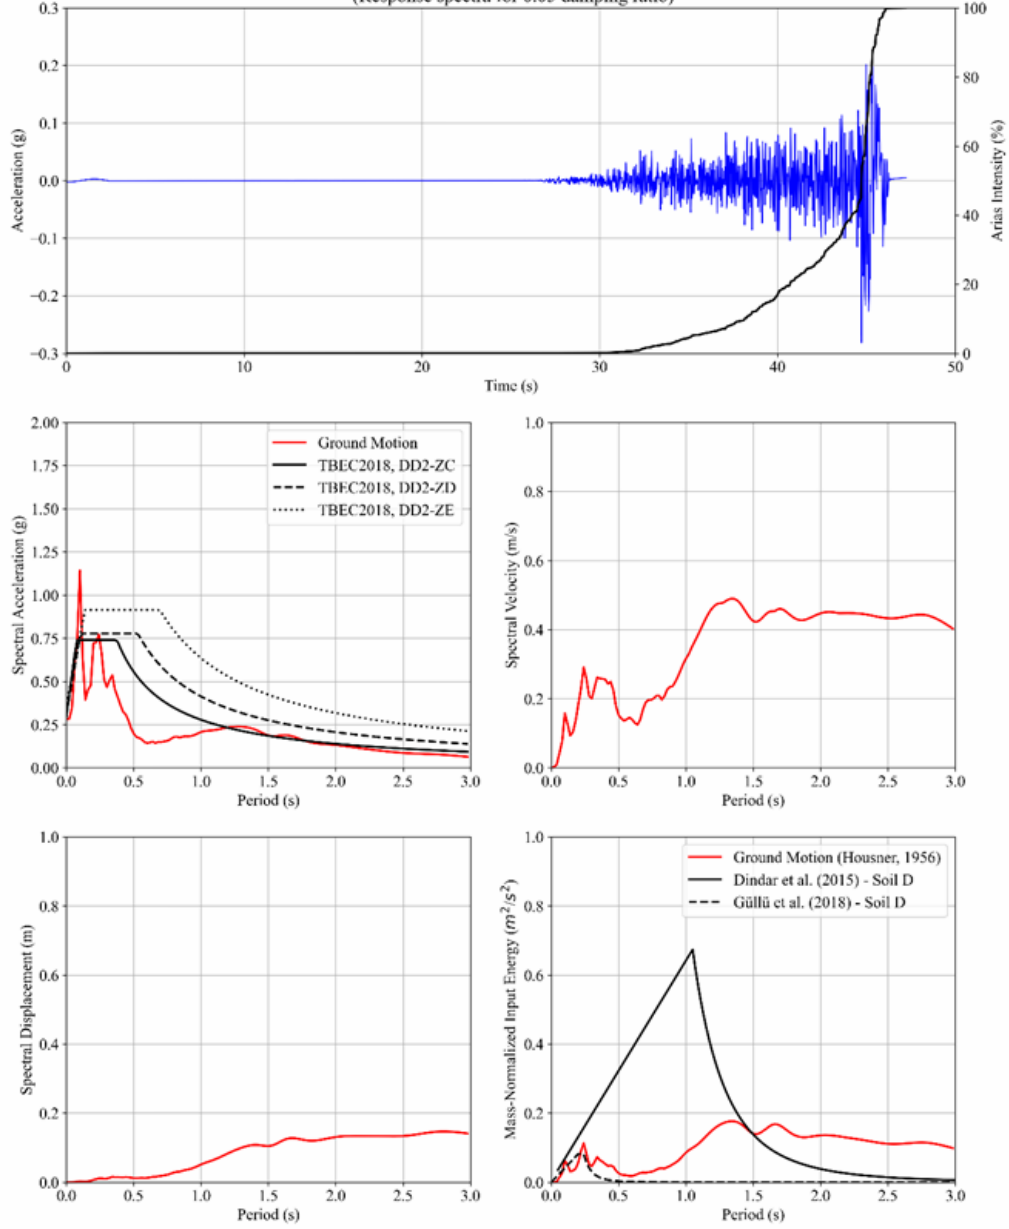 (Response spectra for 0.05 damping ratio)
0.3
0.2
0.1
0.0
−0.1
−0.2
−0.3
Acceleration (g)
100
80
60
40
20
0
Arias Intensity (%)
0 10 20 30 40 50
Time (s)
2.00
1.75
1.50
1.25
1.00
0.75
0.50
0.25
0.00
Spectral Acceleration (g)
Ground Motion
TBEC2018, DD2-ZC
TBEC2018, DD2-ZD
TBEC2018, DD2-ZE
0.0 0.5 1.0 1.5 2.0 2.5 3.0
Period (s)
1.0
0.8
0.6
0.4
0.2
0.0
Spectral Velocity (m/s)
0.0 0.5 1.0 1.5 2.0 2.5 3.0
Period (s)
1.0
0.8
0.6
0.4
0.2
0.0
Spectral Displacement (m)
0.0 0.5 1.0 1.5 2.0 2.5 3.0
Period (s)
1.0
0.8
0.6
0.4
0.2
0.0
Mass-Normalized Input Energy (m²/s²)
Ground Motion (Housner, 1956)
Dindar et al. (2015) - Soil D
Güllü et al. (2018) - Soil D
0.0 0.5 1.0 1.5 2.0 2.5 3.0
Period (s)